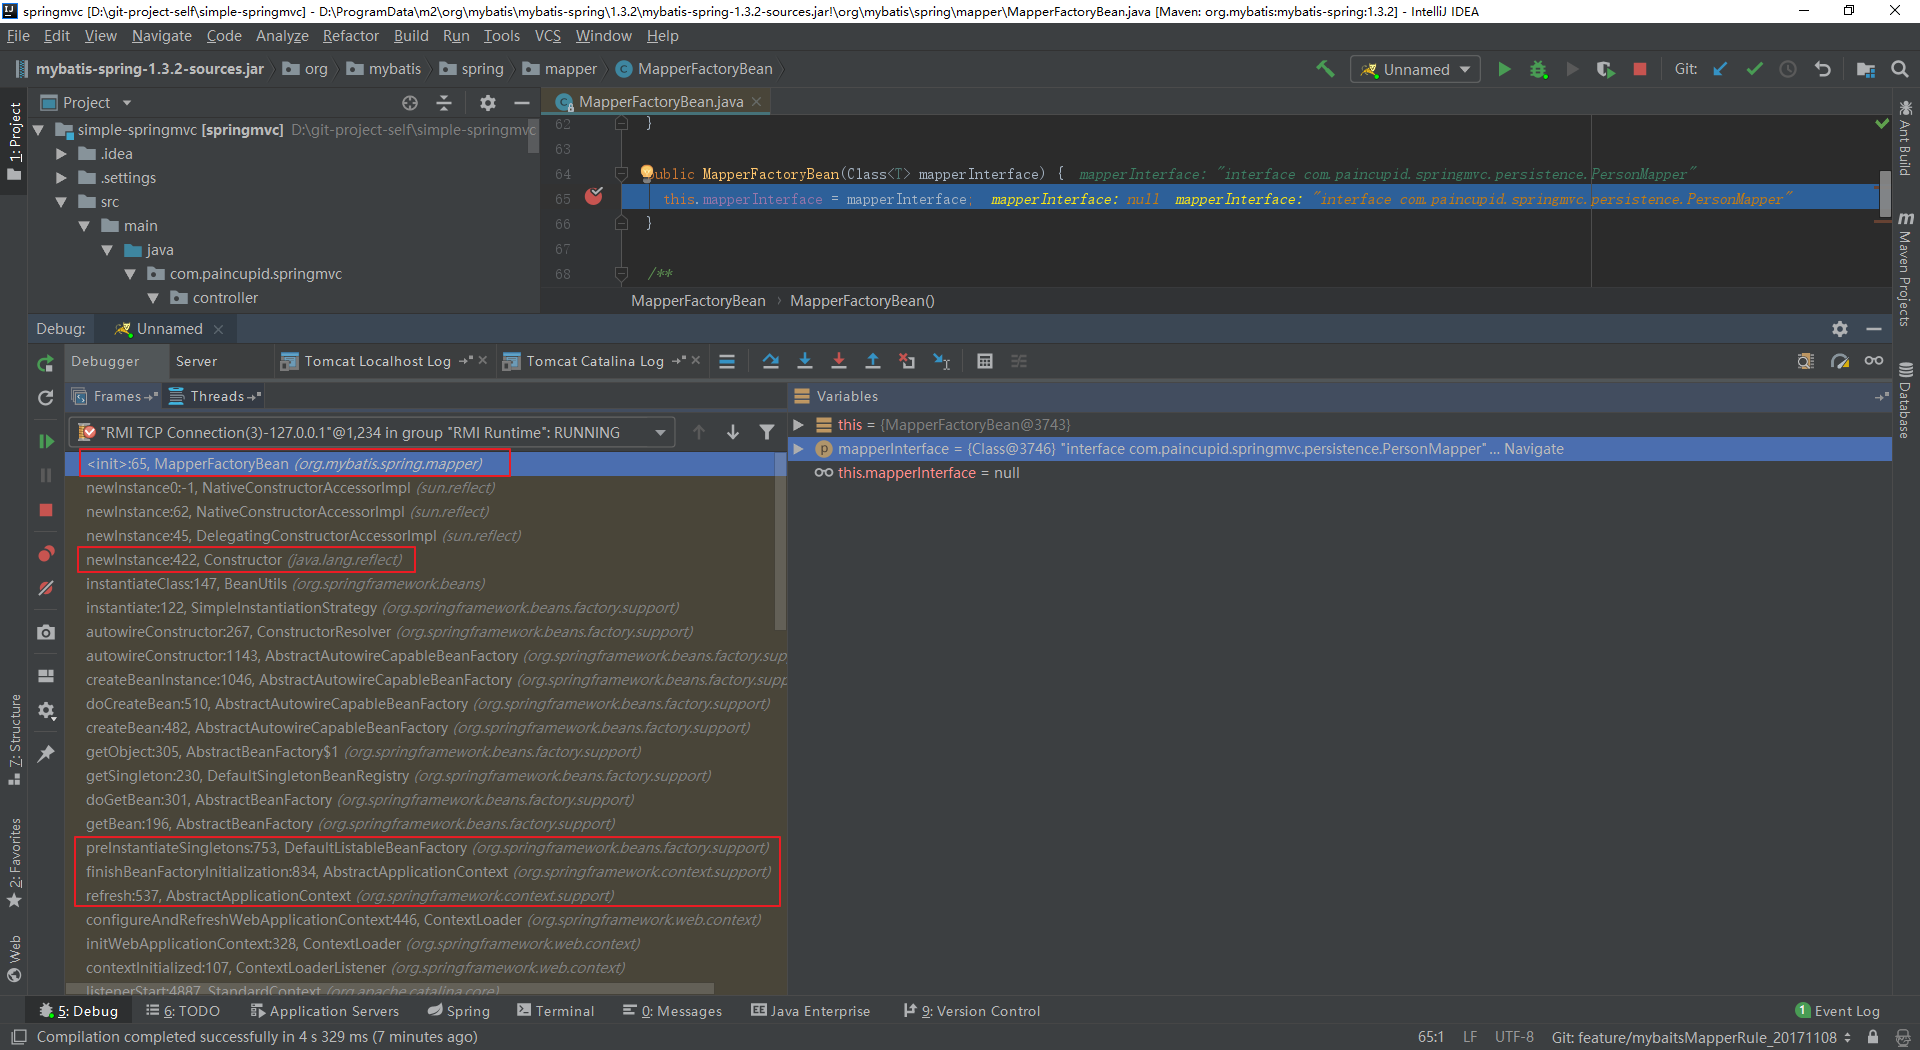 springmvc [D:\git-project-self\simple-springmvc] - D:\ProgramData\m2\org\mybatis\mybatis-spring\1.3.2\mybatis-spring-1.3.2-sources.jar!\org\mybatis\spring\mapper\MapperFactoryBean.java [Maven: org.mybatis:mybatis-spring:1.3.2] - IntelliJ IDEA
File Edit View Navigate Code Analyze Refactor Build Run Tools VCS Window Help
mybatis-spring-1.3.2-sources.jar org mybatis spring mapper MapperFactoryBean Unnamed Git:
Project MapperFactoryBean.java
1: Project
Ant Build
Maven Projects
Database
simple-springmvc [springmvc] D:\git-project-self\simple-springmvc
.idea
.settings
src
main
java
com.paincupid.springmvc
controller
62 }
63
64 public MapperFactoryBean(Class<T> mapperInterface) { mapperInterface: "interface com.paincupid.springmvc.persistence.PersonMapper"
65 this.mapperInterface = mapperInterface; mapperInterface: null mapperInterface: "interface com.paincupid.springmvc.persistence.PersonMapper"
66 }
67
68 /**
MapperFactoryBean › MapperFactoryBean()
Debug: Unnamed
Debugger Server Tomcat Localhost Log Tomcat Catalina Log
Frames Threads
Variables
"RMI TCP Connection(3)-127.0.0.1"@1,234 in group "RMI Runtime": RUNNING
this = {MapperFactoryBean@3743}
mapperInterface = {Class@3746} "interface com.paincupid.springmvc.persistence.PersonMapper"... Navigate
this.mapperInterface = null
<init>:65, MapperFactoryBean (org.mybatis.spring.mapper)
newInstance0:-1, NativeConstructorAccessorImpl (sun.reflect)
newInstance:62, NativeConstructorAccessorImpl (sun.reflect)
newInstance:45, DelegatingConstructorAccessorImpl (sun.reflect)
newInstance:422, Constructor (java.lang.reflect)
instantiateClass:147, BeanUtils (org.springframework.beans)
instantiate:122, SimpleInstantiationStrategy (org.springframework.beans.factory.support)
autowireConstructor:267, ConstructorResolver (org.springframework.beans.factory.support)
autowireConstructor:1143, AbstractAutowireCapableBeanFactory (org.springframework.beans.factory.sup
createBeanInstance:1046, AbstractAutowireCapableBeanFactory (org.springframework.beans.factory.supp
doCreateBean:510, AbstractAutowireCapableBeanFactory (org.springframework.beans.factory.support)
createBean:482, AbstractAutowireCapableBeanFactory (org.springframework.beans.factory.support)
getObject:305, AbstractBeanFactory$1 (org.springframework.beans.factory.support)
getSingleton:230, DefaultSingletonBeanRegistry (org.springframework.beans.factory.support)
doGetBean:301, AbstractBeanFactory (org.springframework.beans.factory.support)
getBean:196, AbstractBeanFactory (org.springframework.beans.factory.support)
preInstantiateSingletons:753, DefaultListableBeanFactory (org.springframework.beans.factory.support)
finishBeanFactoryInitialization:834, AbstractApplicationContext (org.springframework.context.support)
refresh:537, AbstractApplicationContext (org.springframework.context.support)
configureAndRefreshWebApplicationContext:446, ContextLoader (org.springframework.web.context)
initWebApplicationContext:328, ContextLoader (org.springframework.web.context)
contextInitialized:107, ContextLoaderListener (org.springframework.web.context)
listenerStart:4887, StandardContext (org.apache.catalina.core)
7: Structure
2: Favorites
Web
5: Debug 6: TODO Application Servers Spring Terminal 0: Messages Java Enterprise 9: Version Control 1 Event Log
Compilation completed successfully in 4 s 329 ms (7 minutes ago) 65:1 LF UTF-8 Git: feature/mybaitsMapperRule_20171108